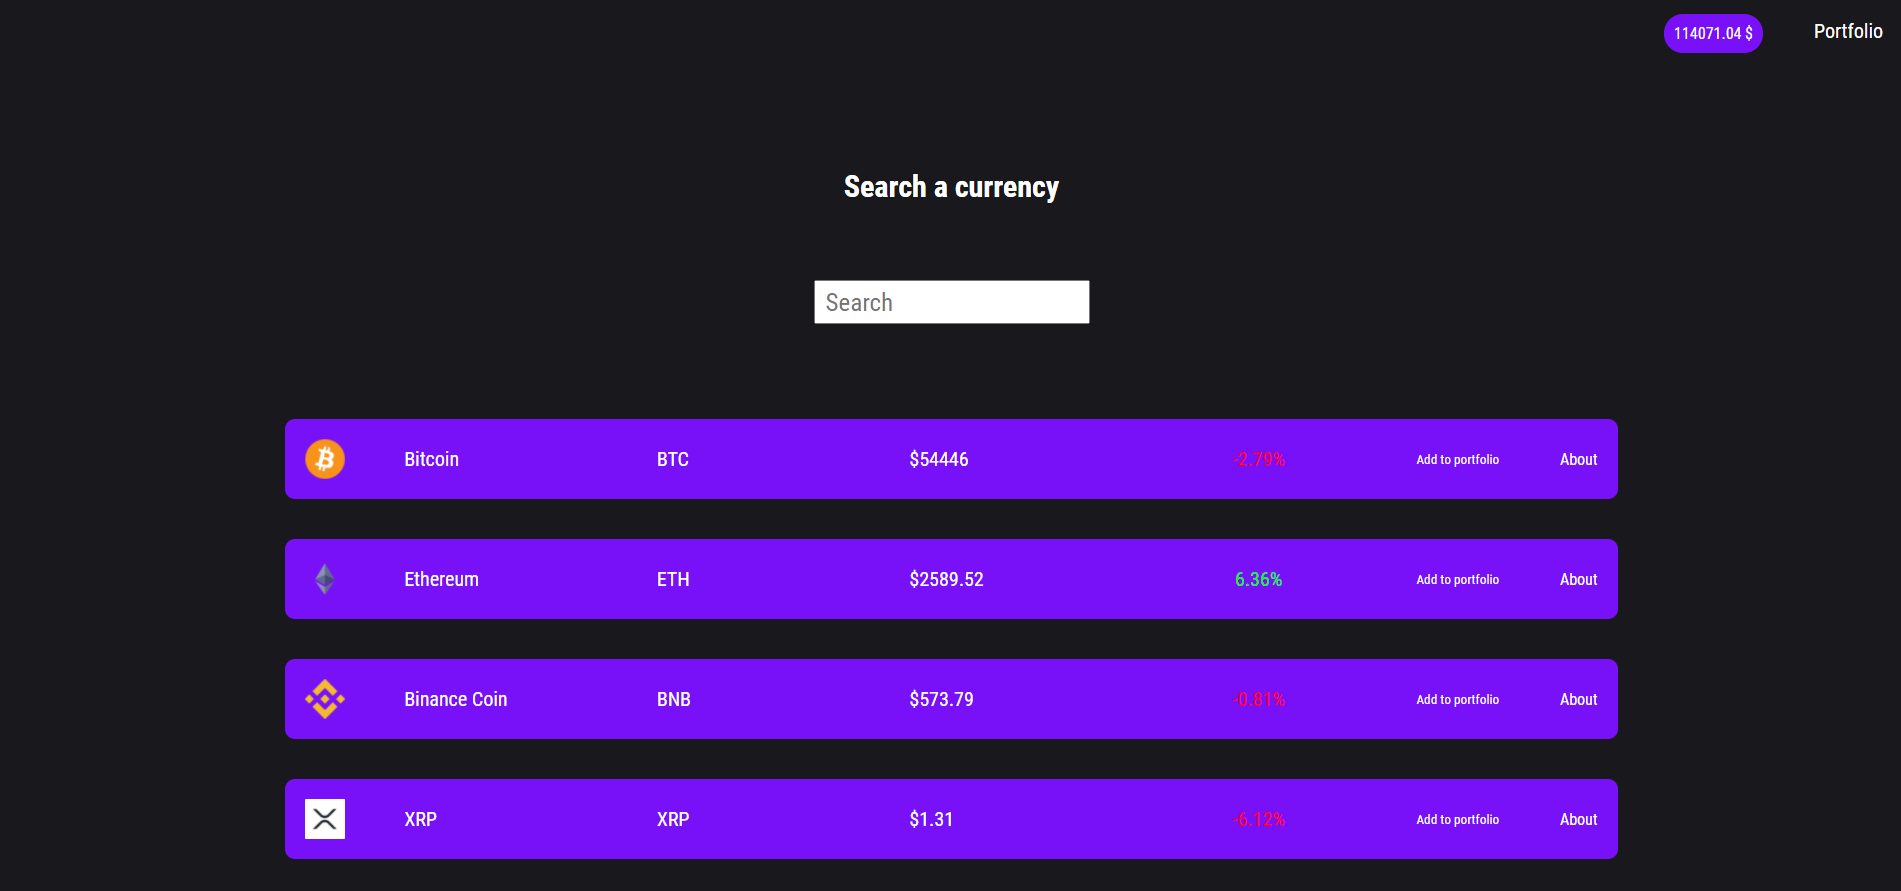 114071.04 $ Portfolio
Search a currency
Search
Bitcoin BTC $54446 -2.79% Add to portfolio About
Ethereum ETH $2589.52 6.36% Add to portfolio About
Binance Coin BNB $573.79 -0.81% Add to portfolio About
XRP XRP $1.31 -6.12% Add to portfolio About